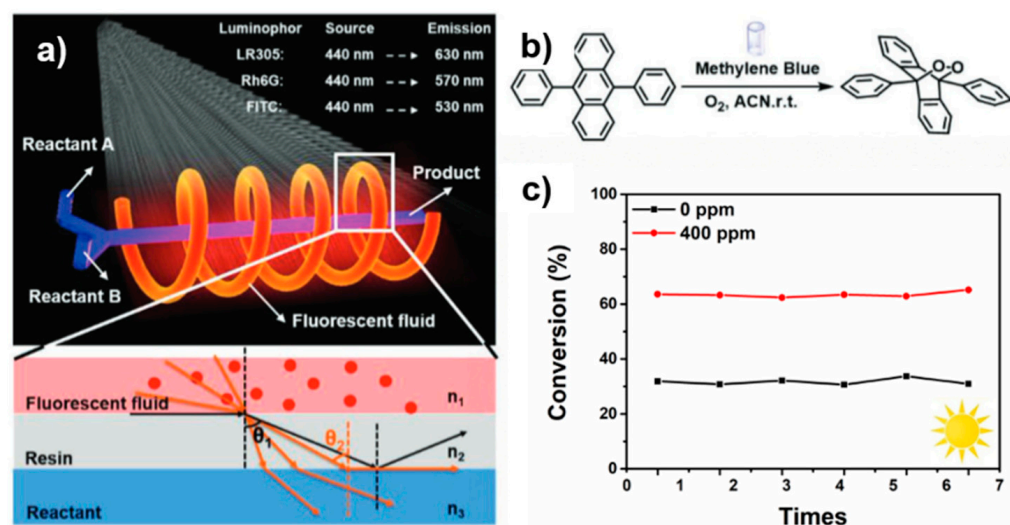 a)
Luminophor Source Emission
LR305: 440 nm --➔ 630 nm
Rh6G: 440 nm --➔ 570 nm
FITC: 440 nm --➔ 530 nm
Reactant A
Product
Reactant B
Fluorescent fluid
Fluorescent fluid
n1
θ1
θ2
Resin
n2
Reactant
n3
b)
Methylene Blue
O2, ACN.r.t.
O-O
c)
Conversion (%)
100
80
60
40
20
0
0 ppm
400 ppm
0 1 2 3 4 5 6 7
Times